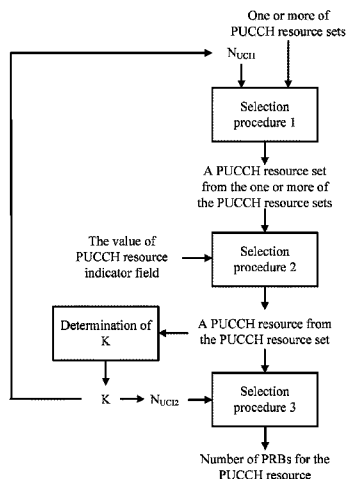 One or more of
PUCCH resource sets
N_UCI1
Selection
procedure 1
A PUCCH resource set
from the one or more of
the PUCCH resource sets
The value of
PUCCH resource
indicator field
Selection
procedure 2
Determination of
K
A PUCCH resource from
the PUCCH resource set
K
N_UCI2
Selection
procedure 3
Number of PRBs for the
PUCCH resource